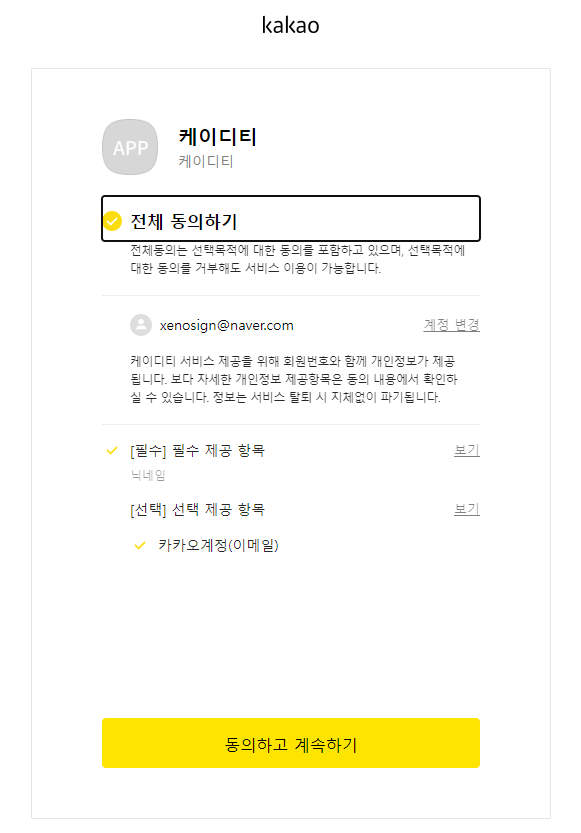 kakao
APP
케이디티
케이디티
전체 동의하기
전체동의는 선택목적에 대한 동의를 포함하고 있으며, 선택목적에
대한 동의를 거부해도 서비스 이용이 가능합니다.
xenosign@naver.com 계정 변경
케이디티 서비스 제공을 위해 회원번호와 함께 개인정보가 제공
됩니다. 보다 자세한 개인정보 제공항목은 동의 내용에서 확인하
실 수 있습니다. 정보는 서비스 탈퇴 시 지체없이 파기됩니다.
[필수] 필수 제공 항목 보기
닉네임
[선택] 선택 제공 항목 보기
카카오계정(이메일)
동의하고 계속하기